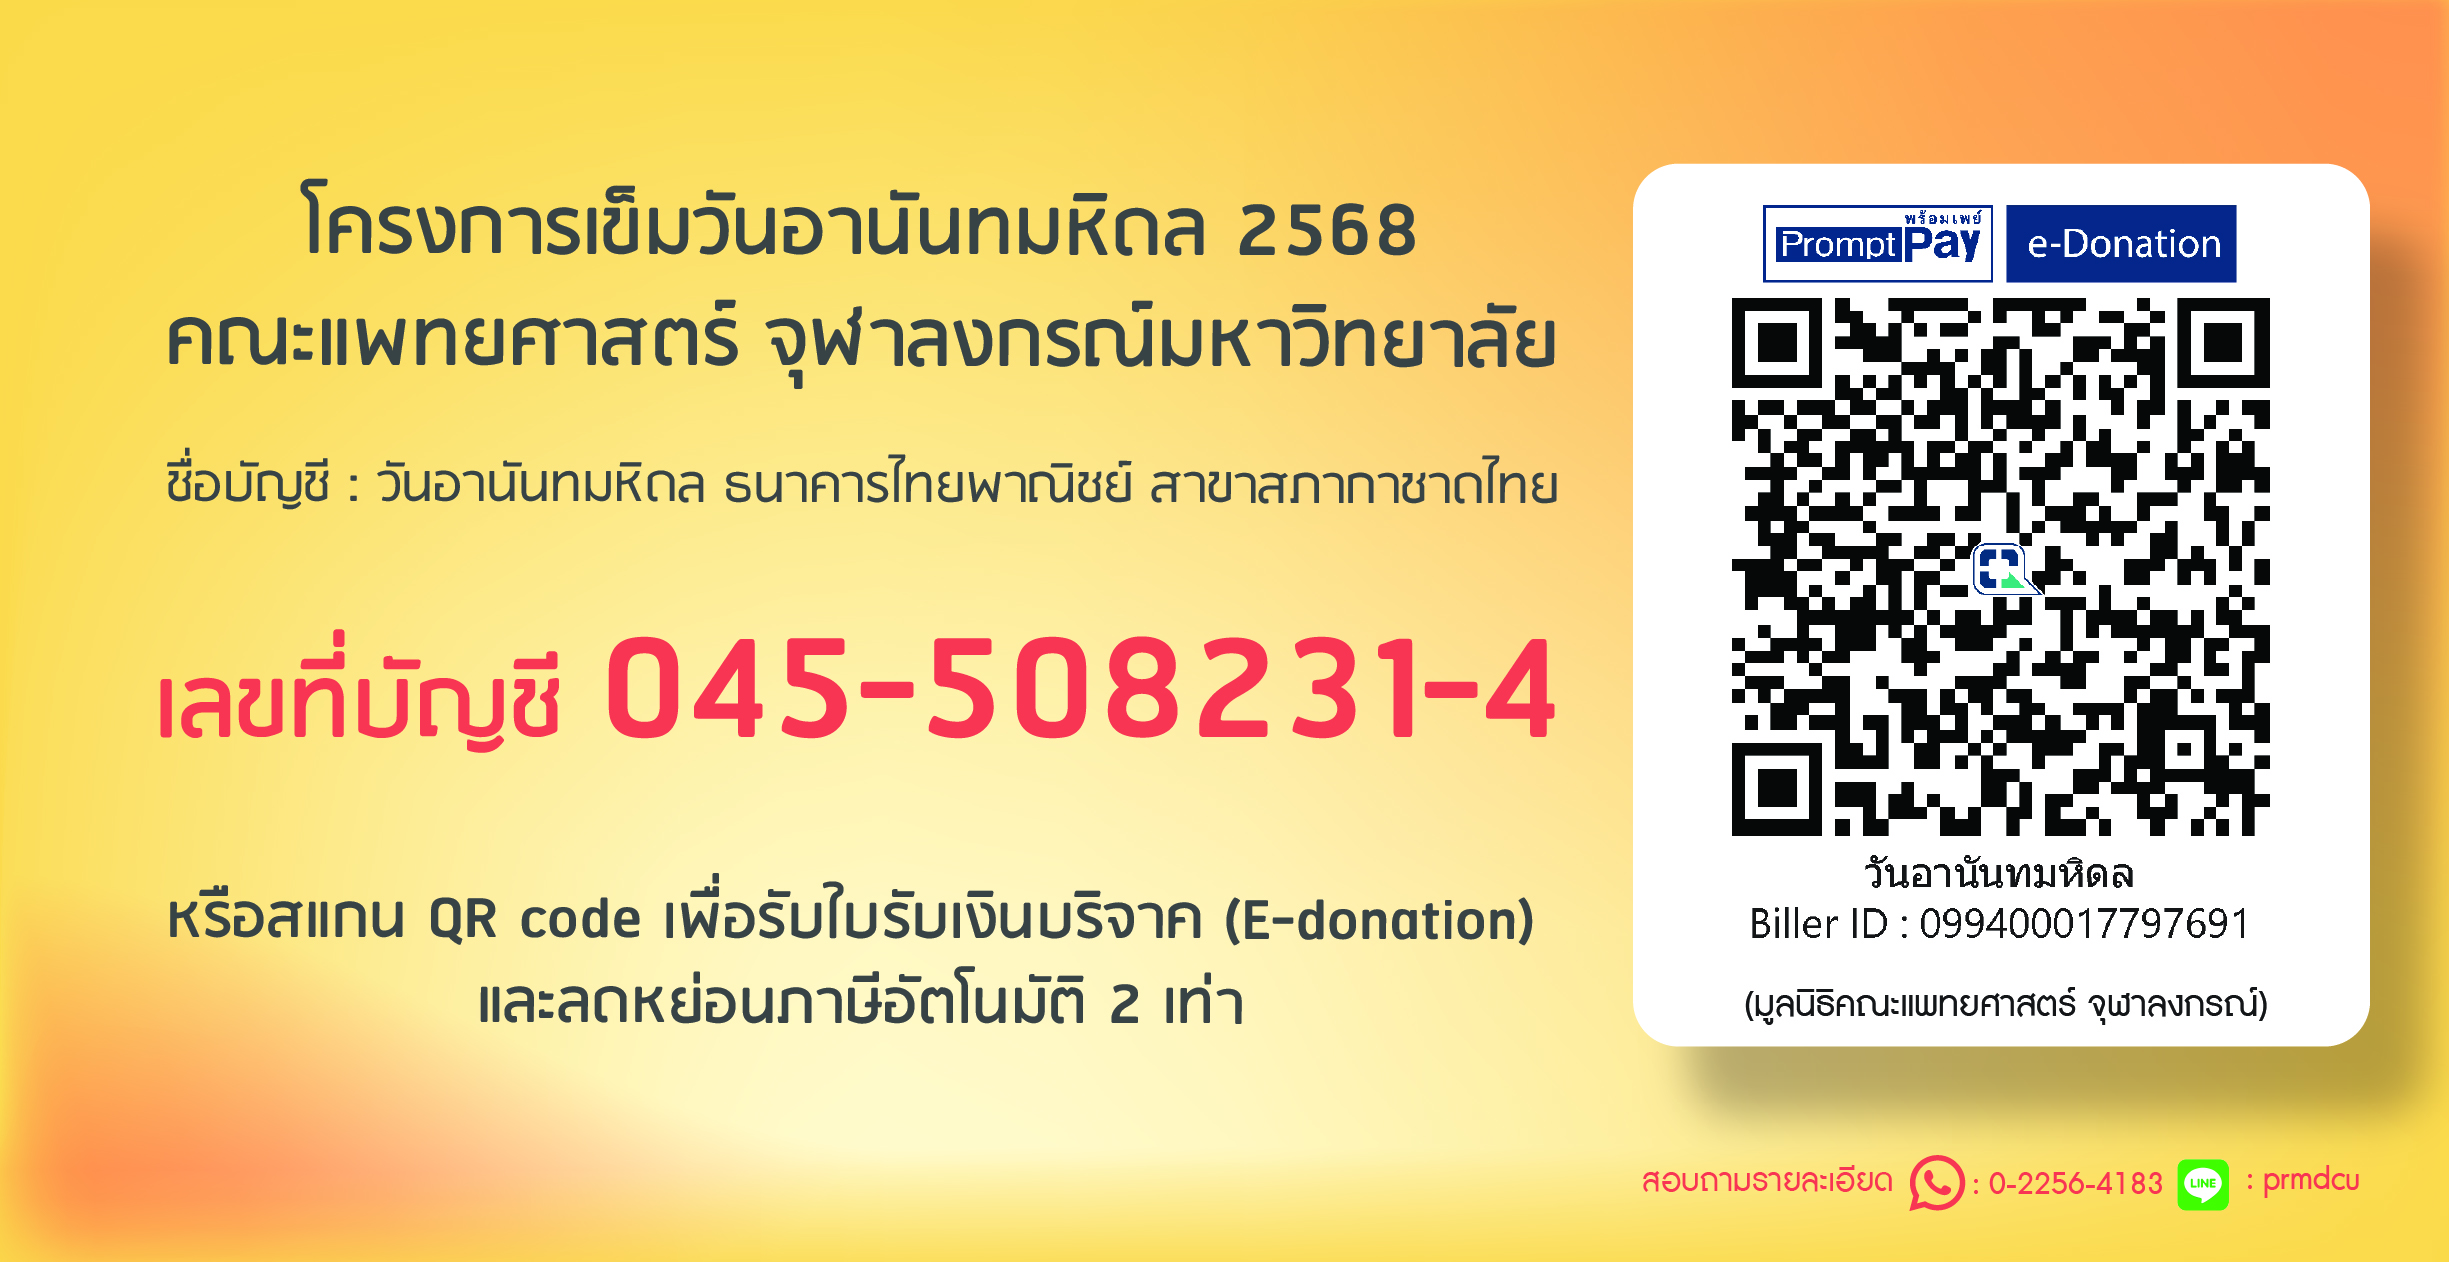 โครงการเข็มวันอานันทมหิดล 2568
คณะแพทยศาสตร์ จุฬาลงกรณ์มหาวิทยาลัย
ชื่อบัญชี : วันอานันทมหิดล ธนาคารไทยพาณิชย์ สาขาสภากาชาดไทย
เลขที่บัญชี 045-508231-4
หรือสแกน QR code เพื่อรับใบรับเงินบริจาค (E-donation)
และลดหย่อนภาษีอัตโนมัติ 2 เท่า
พร้อมเพย์
PromptPay e-Donation
วันอานันทมหิดล
Biller ID : 099400017797691
(มูลนิธิคณะแพทยศาสตร์ จุฬาลงกรณ์)
สอบถามรายละเอียด : 0-2256-4183 LINE : prmdcu